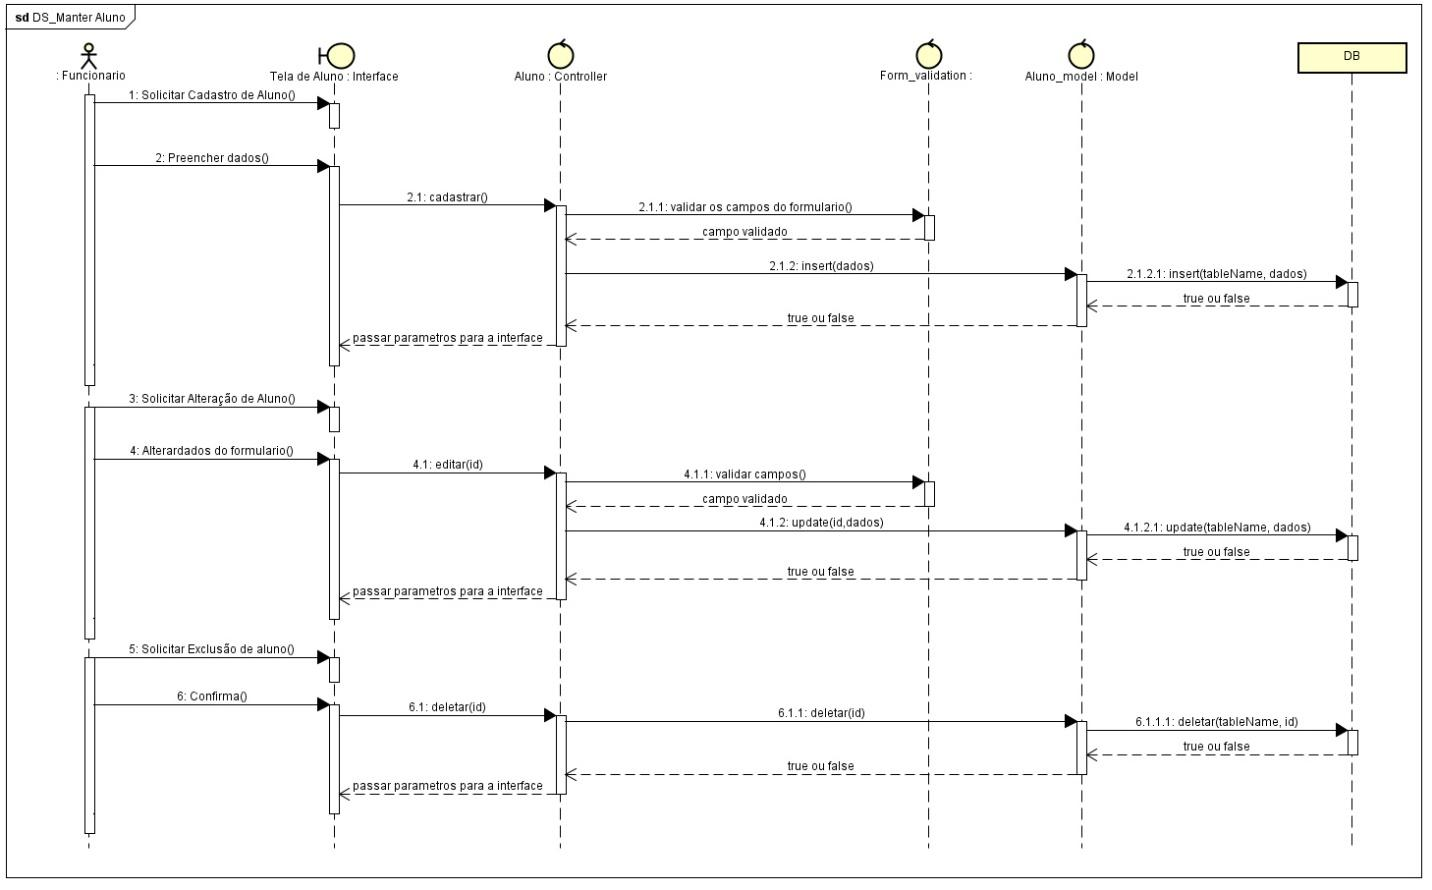 sd DS_Manter Aluno
: Funcionario
Tela de Aluno : Interface
Aluno : Controller
Form_validation :
Aluno_model : Model
DB
1: Solicitar Cadastro de Aluno()
2: Preencher dados()
2.1: cadastrar()
2.1.1: validar os campos do formulario()
campo validado
2.1.2: insert(dados)
2.1.2.1: insert(tableName, dados)
true ou false
true ou false
passar parametros para a interface
3: Solicitar Alteração de Aluno()
4: Alterardados do formulario()
4.1: editar(id)
4.1.1: validar campos()
campo validado
4.1.2: update(id,dados)
4.1.2.1: update(tableName, dados)
true ou false
true ou false
passar parametros para a interface
5: Solicitar Exclusão de aluno()
6: Confirma()
6.1: deletar(id)
6.1.1: deletar(id)
6.1.1.1: deletar(tableName, id)
true ou false
true ou false
passar parametros para a interface